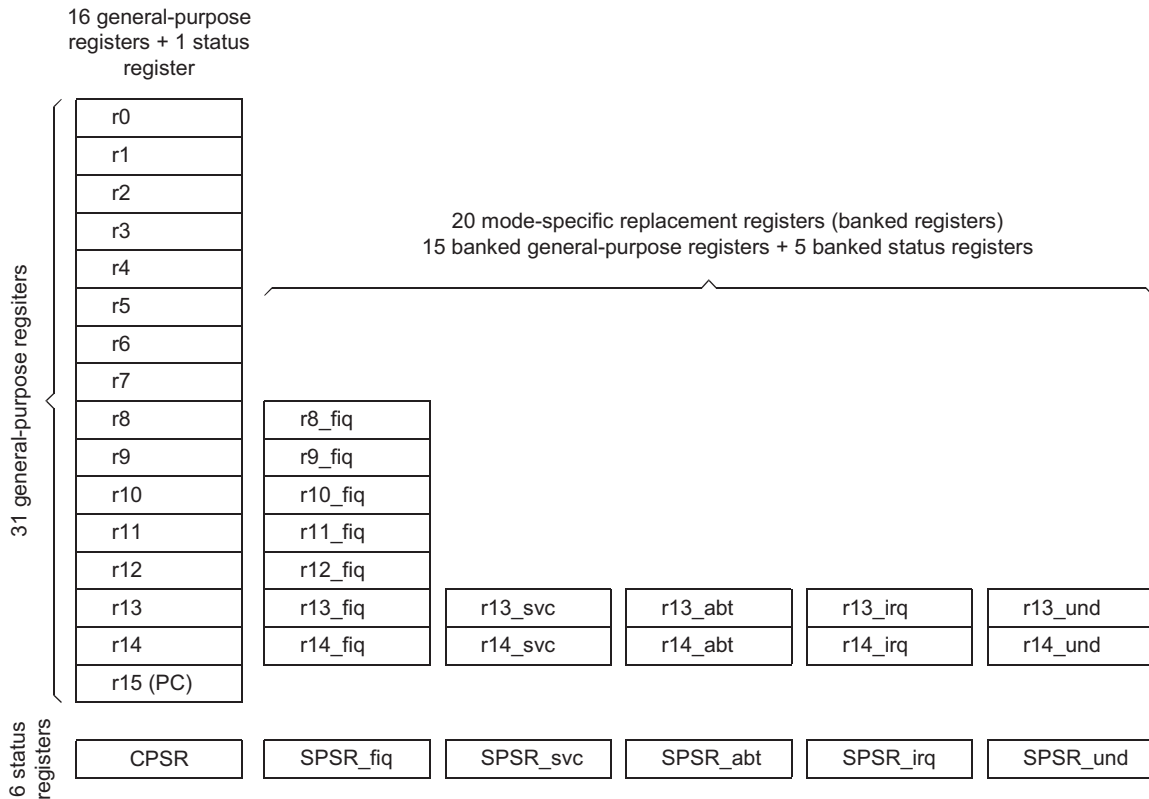 16 general-purpose
registers + 1 status
register
31 general-purpose regsiters
r0
r1
r2
r3
r4
r5
r6
r7
r8
r9
r10
r11
r12
r13
r14
r15 (PC)
20 mode-specific replacement registers (banked registers)
15 banked general-purpose registers + 5 banked status registers
r8_fiq
r9_fiq
r10_fiq
r11_fiq
r12_fiq
r13_fiq
r14_fiq
r13_svc
r14_svc
r13_abt
r14_abt
r13_irq
r14_irq
r13_und
r14_und
6 status
registers
CPSR
SPSR_fiq
SPSR_svc
SPSR_abt
SPSR_irq
SPSR_und